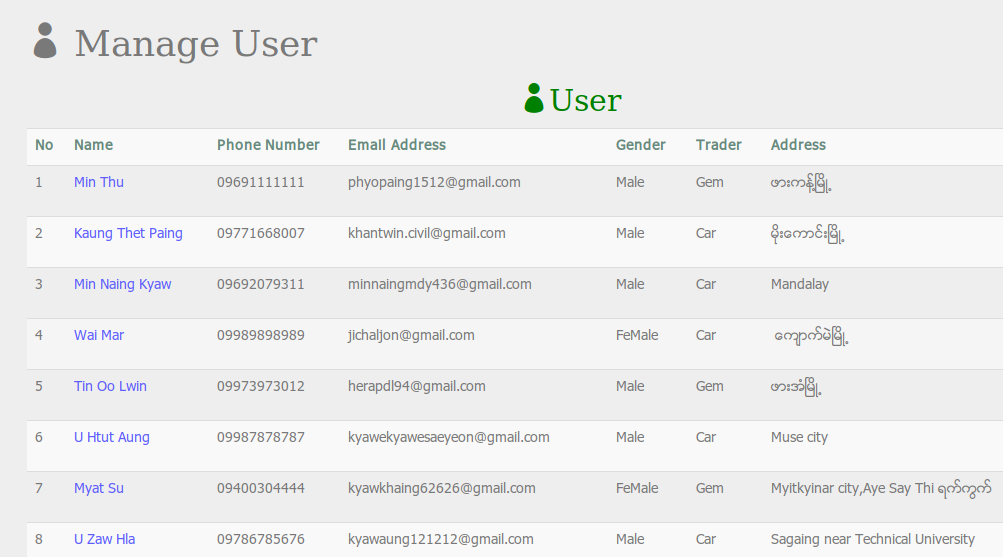 Manage User
User
No Name Phone Number Email Address Gender Trader Address
1 Min Thu 09691111111 phyopaing1512@gmail.com Male Gem ဖားကန့်မြို့
2 Kaung Thet Paing 09771668007 khantwin.civil@gmail.com Male Car မိုးကောင်းမြို့
3 Min Naing Kyaw 09692079311 minnaingmdy436@gmail.com Male Car Mandalay
4 Wai Mar 09989898989 jichaljon@gmail.com FeMale Car ကျောက်မဲမြို့
5 Tin Oo Lwin 09973973012 herapdl94@gmail.com Male Gem ဖားအံမြို့
6 U Htut Aung 09987878787 kyawekyawesaeyeon@gmail.com Male Car Muse city
7 Myat Su 09400304444 kyawkhaing62626@gmail.com FeMale Gem Myitkyinar city,Aye Say Thi ရက်ကွက်
8 U Zaw Hla 09786785676 kyawaung121212@gmail.com Male Car Sagaing near Technical University